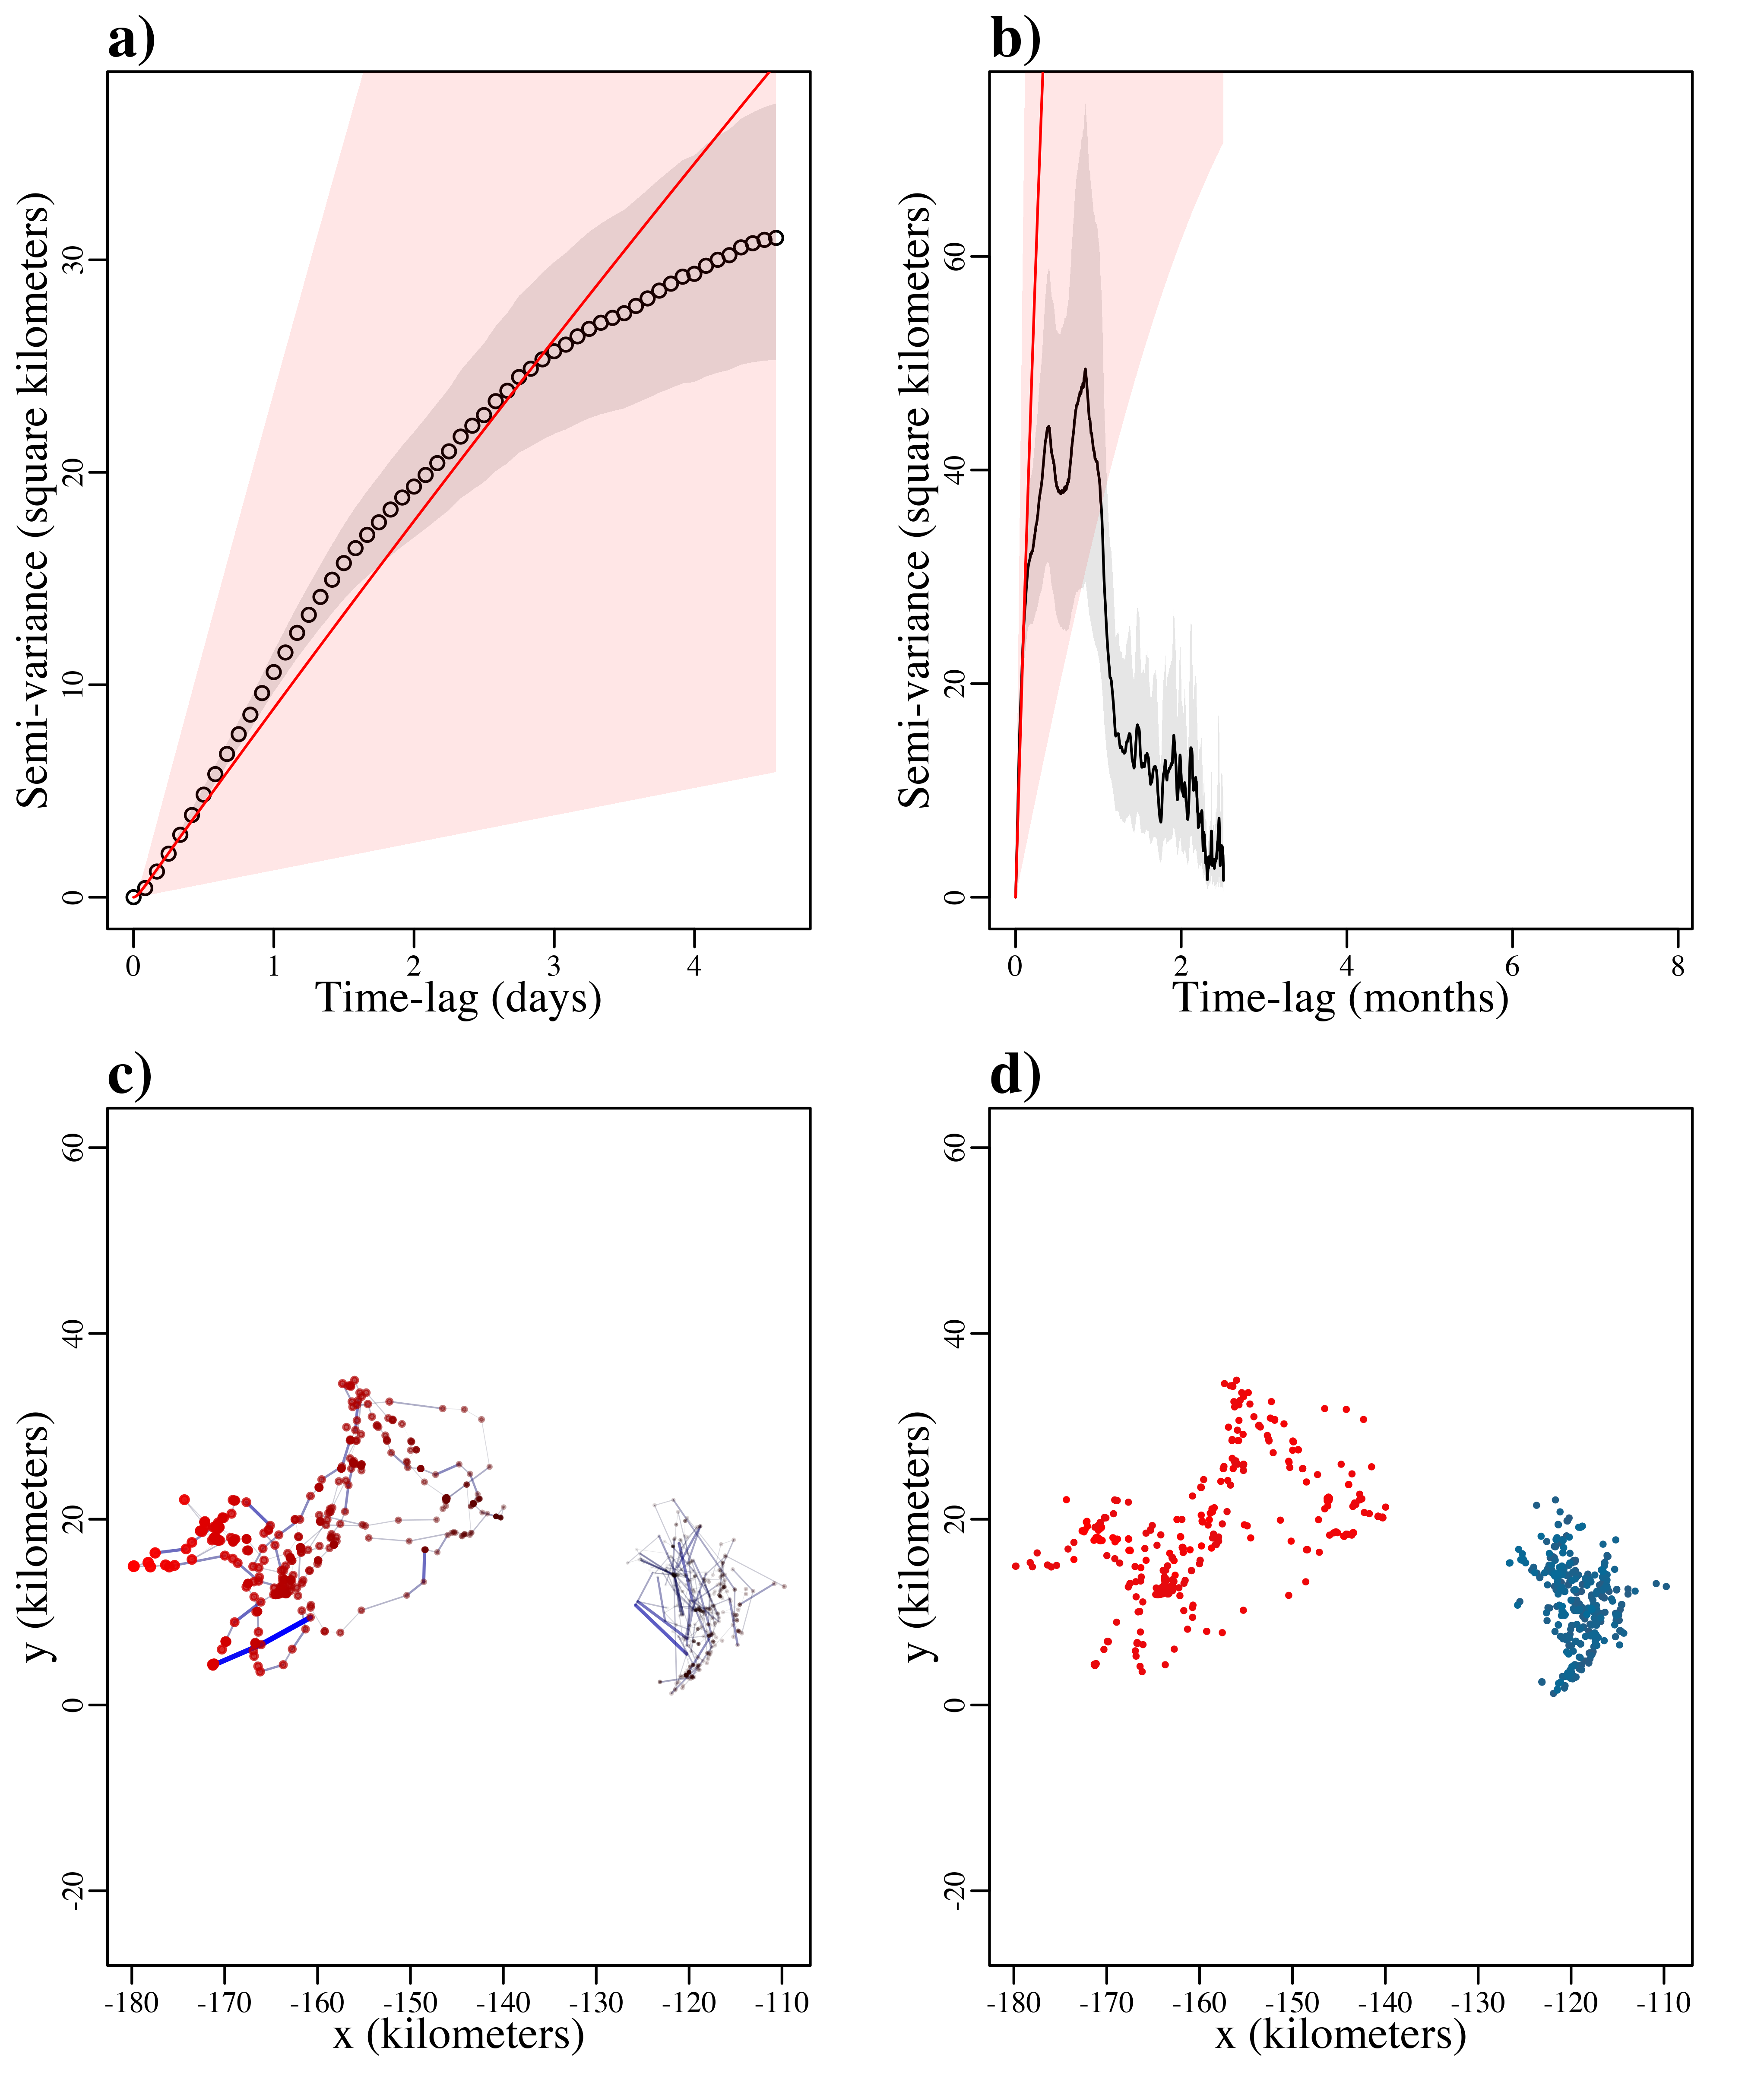 a)
Semi-variance (square kilometers)
30
20
10
0
0 1 2 3 4
Time-lag (days)
b)
Semi-variance (square kilometers)
60
40
20
0
0 2 4 6 8
Time-lag (months)
c)
y (kilometers)
60
40
20
0
-20
-180 -170 -160 -150 -140 -130 -120 -110
x (kilometers)
d)
y (kilometers)
60
40
20
0
-20
-180 -170 -160 -150 -140 -130 -120 -110
x (kilometers)